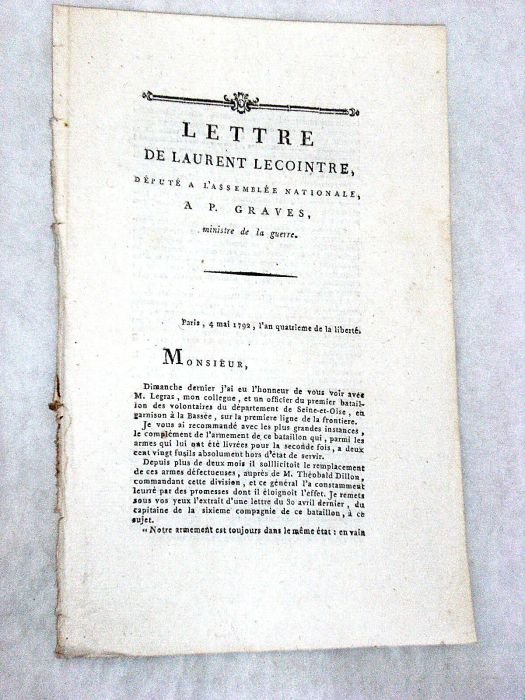 LETTRE
DE LAURENT LECOINTRE,
DÉPUTÉ A L'ASSEMBLÉE NATIONALE,
A P. GRAVES,
ministre de la guerre.
Paris, 4 mai 1792, l'an quatrieme de la liberté.
MONSIEUR,
Dimanche dernier j'ai eu l'honneur de vous voir avec
M. Legras, mon collegue, et un officier du premier batail-
lon des volontaires du département de Seine-et-Oise, en
garnison à la Bassée, sur la premiere ligne de la frontiere.
Je vous ai recommandé avec les plus grandes instances,
le complément de l'armement de ce bataillon qui, parmi les
armes qui lui ont été livrées pour la seconde fois, a deux
cent vingt fusils absolument hors d'état de servir.
Depuis plus de deux mois il solllicitoit le remplacement
de ces armes défectueuses, auprès de M. Théobald Dillon,
commandant cette division, et ce général l'a constamment
leurré par des promesses dont il éloignoit l'effet. Je remets
sous vos yeux l'extrait d'une lettre du 30 avril dernier, du
capitaine de la sixieme compagnie de ce bataillon, à ce
sujet.
« Notre armement est toujours dans le même état : en vain